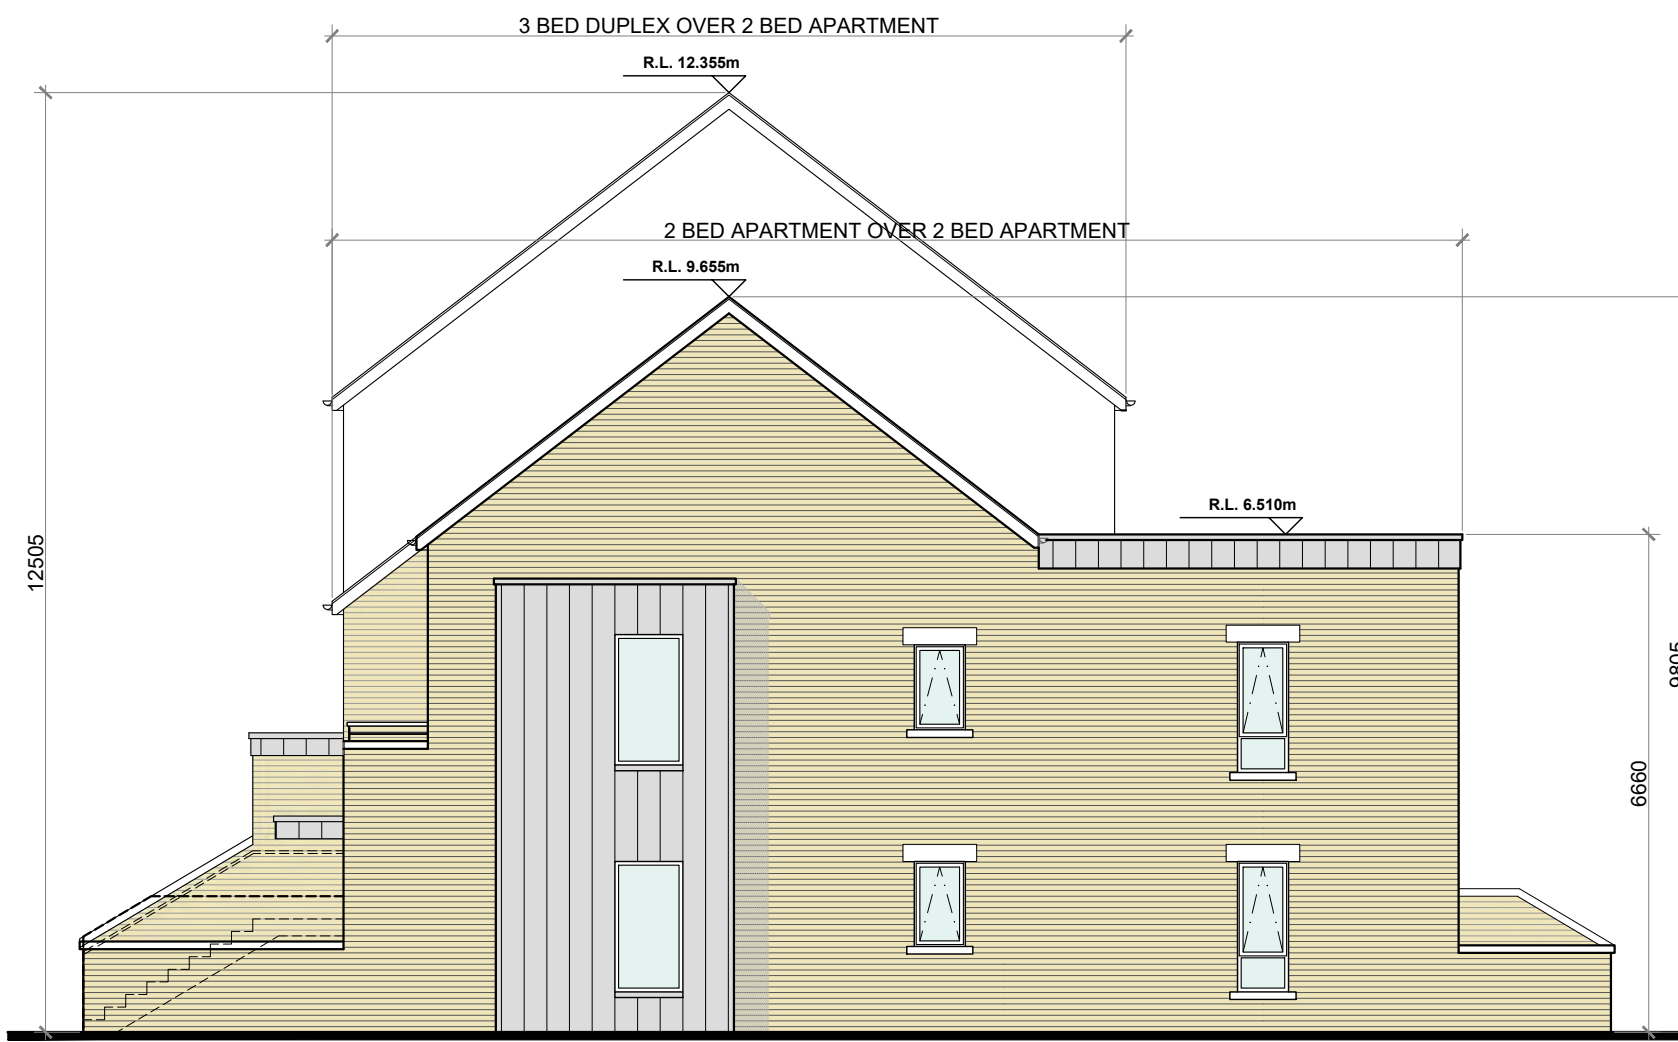 3 BED DUPLEX OVER 2 BED APARTMENT
R.L. 12.355m
2 BED APARTMENT OVER 2 BED APARTMENT
R.L. 9.655m
R.L. 6.510m
12505
9805
6660